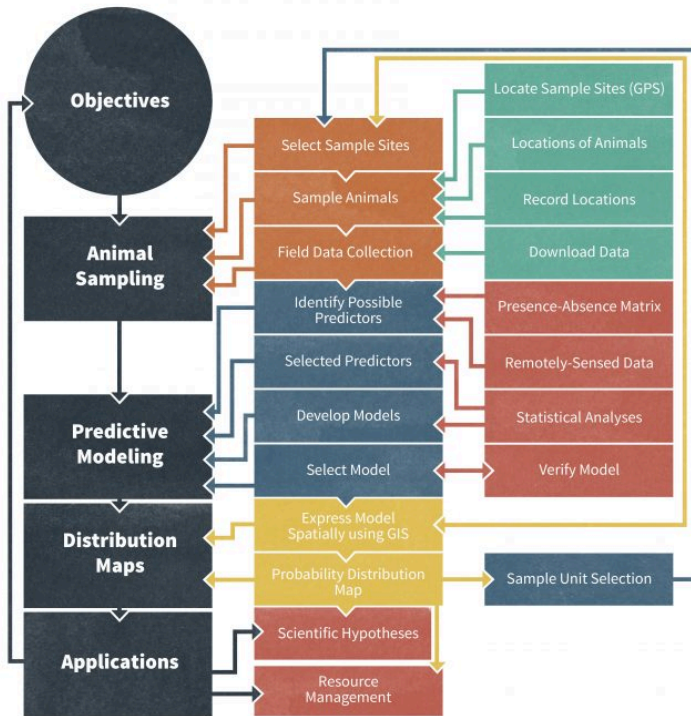 Objectives
Animal
Sampling
Predictive
Modeling
Distribution
Maps
Applications
Select Sample Sites
Sample Animals
Field Data Collection
Identify Possible
Predictors
Selected Predictors
Develop Models
Select Model
Express Model
Spatially using GIS
Probability Distribution
Map
Scientific Hypotheses
Resource
Management
Locate Sample Sites (GPS)
Locations of Animals
Record Locations
Download Data
Presence-Absence Matrix
Remotely-Sensed Data
Statistical Analyses
Verify Model
Sample Unit Selection